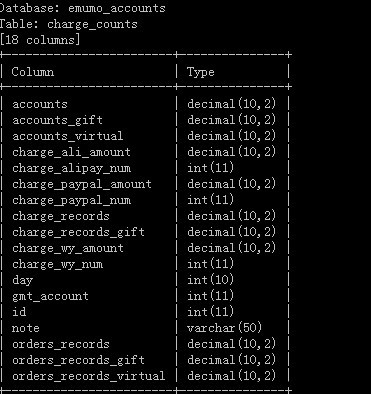 Database: emumo_accounts
Table: charge_counts
[18 columns]
+------------------------+---------------+
| Column | Type |
+------------------------+---------------+
| accounts | decimal(10,2) |
| accounts_gift | decimal(10,2) |
| accounts_virtual | decimal(10,2) |
| charge_ali_amount | decimal(10,2) |
| charge_alipay_num | int(11) |
| charge_paypal_amount | decimal(10,2) |
| charge_paypal_num | int(11) |
| charge_records | decimal(10,2) |
| charge_records_gift | decimal(10,2) |
| charge_wy_amount | decimal(10,2) |
| charge_wy_num | int(11) |
| day | int(10) |
| gmt_account | int(11) |
| id | int(11) |
| note | varchar(50) |
| orders_records | decimal(10,2) |
| orders_records_gift | decimal(10,2) |
| orders_records_virtual | decimal(10,2) |
+------------------------+---------------+